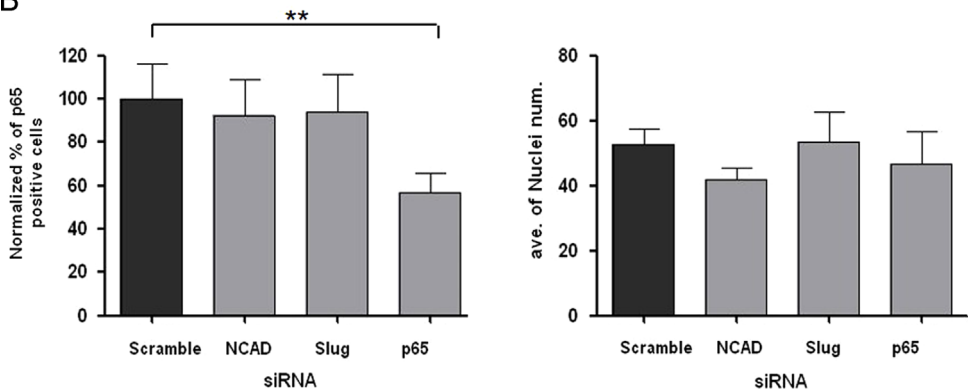 B
**
Normalized % of p65
positive cells
120
100
80
60
40
20
0
Scramble NCAD Slug p65
siRNA
ave. of Nuclei num.
80
60
40
20
0
Scramble NCAD Slug p65
siRNA